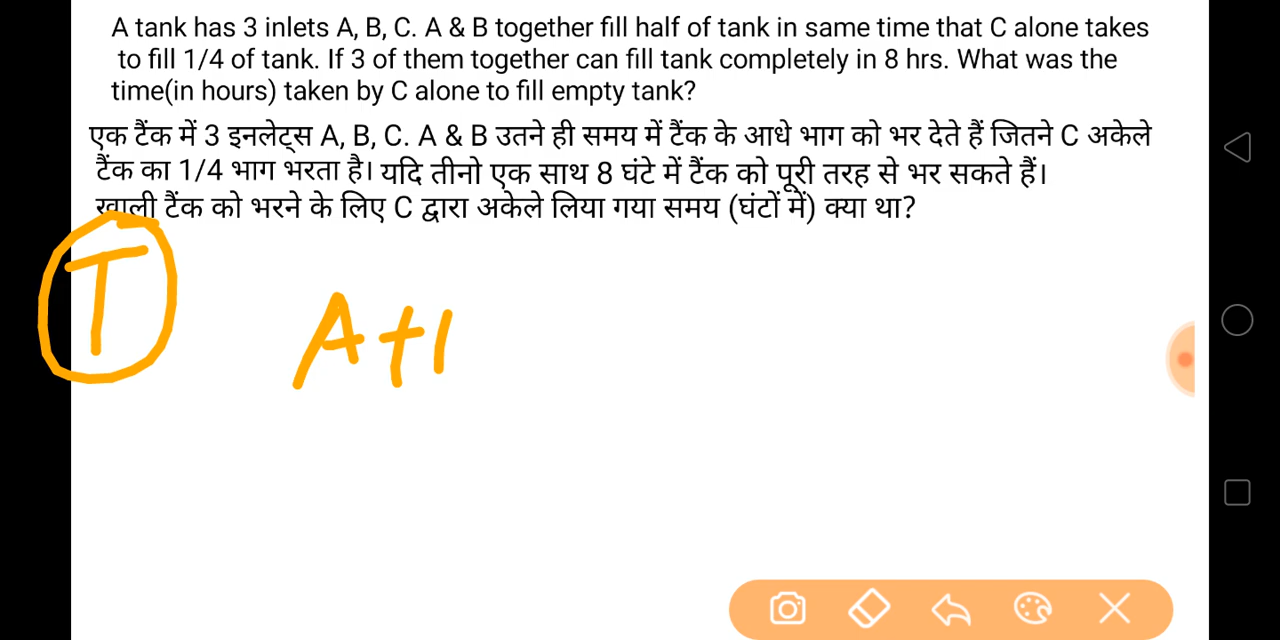 A tank has 3 inlets A, B, C. A & B together fill half of tank in same time that C alone takes
to fill 1/4 of tank. If 3 of them together can fill tank completely in 8 hrs. What was the
time(in hours) taken by C alone to fill empty tank?
एक टैंक में 3 इनलेट्स A, B, C. A & B उतने ही समय में टैंक के आधे भाग को भर देते हैं जितने C अकेले
टैंक का 1/4 भाग भरता है। यदि तीनो एक साथ 8 घंटे में टैंक को पूरी तरह से भर सकते हैं।
खाली टैंक को भरने के लिए C द्वारा अकेले लिया गया समय (घंटों में) क्या था?
T
A+l